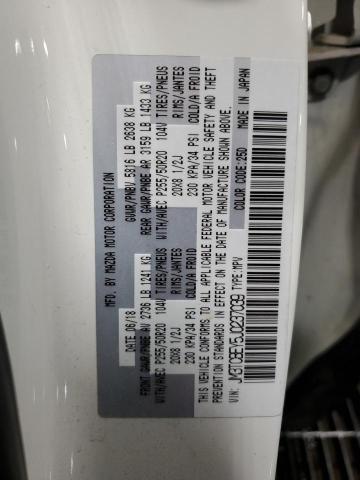 MFD. BY MAZDA MOTOR CORPORATION
06/18 GVWR/PNBV 5816 LB 2638 KG
FRONT GAWR/PNBE AV 2736 LB 1241 KG REAR GAWR/PNBE AR 3159 LB 1433 KG
WITH/AVEC P255/50R20 104V TIRES/PNEUS WITH/AVEC P255/50R20 104V TIRES/PNEUS
20X8 1/2J RIMS/JANTES 20X8 1/2J RIMS/JANTES
230 KPA/34 PSI COLD/A FROID 230 KPA/34 PSI COLD/A FROID
THIS VEHICLE CONFORMS TO ALL APPLICABLE FEDERAL MOTOR VEHICLE SAFETY AND THEFT
PREVENTION STANDARDS IN EFFECT ON THE DATE OF MANUFACTURE SHOWN ABOVE.
VIN: TYPE: MPV COLOR CODE: 25D MADE IN JAPAN